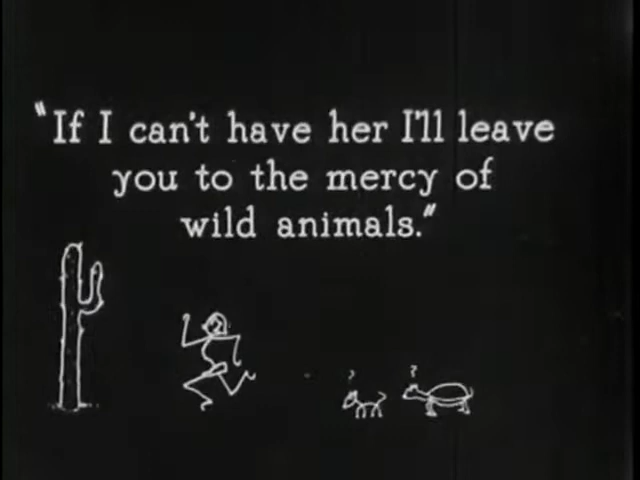 "If I can't have her I'll leave
you to the mercy of
wild animals."
? ?